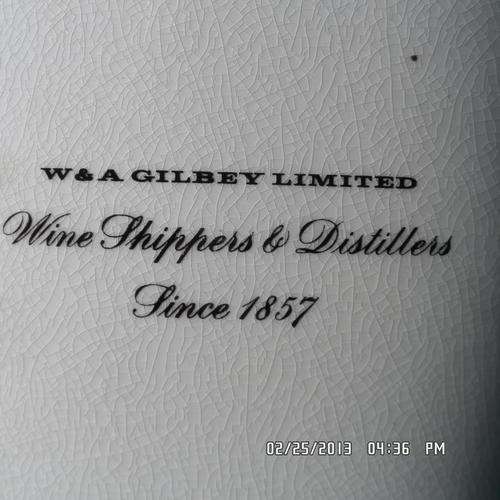 W & A GILBEY LIMITED
Wine Shippers & Distillers
Since 1857
02/25/2013 04:36 PM